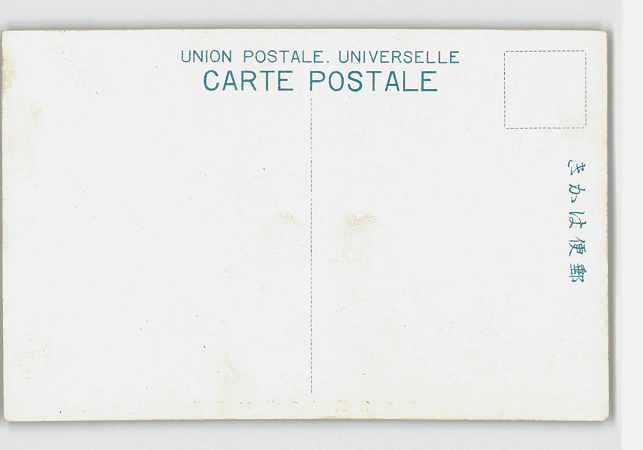 UNION POSTALE. UNIVERSELLE
CARTE POSTALE
きかは便郵